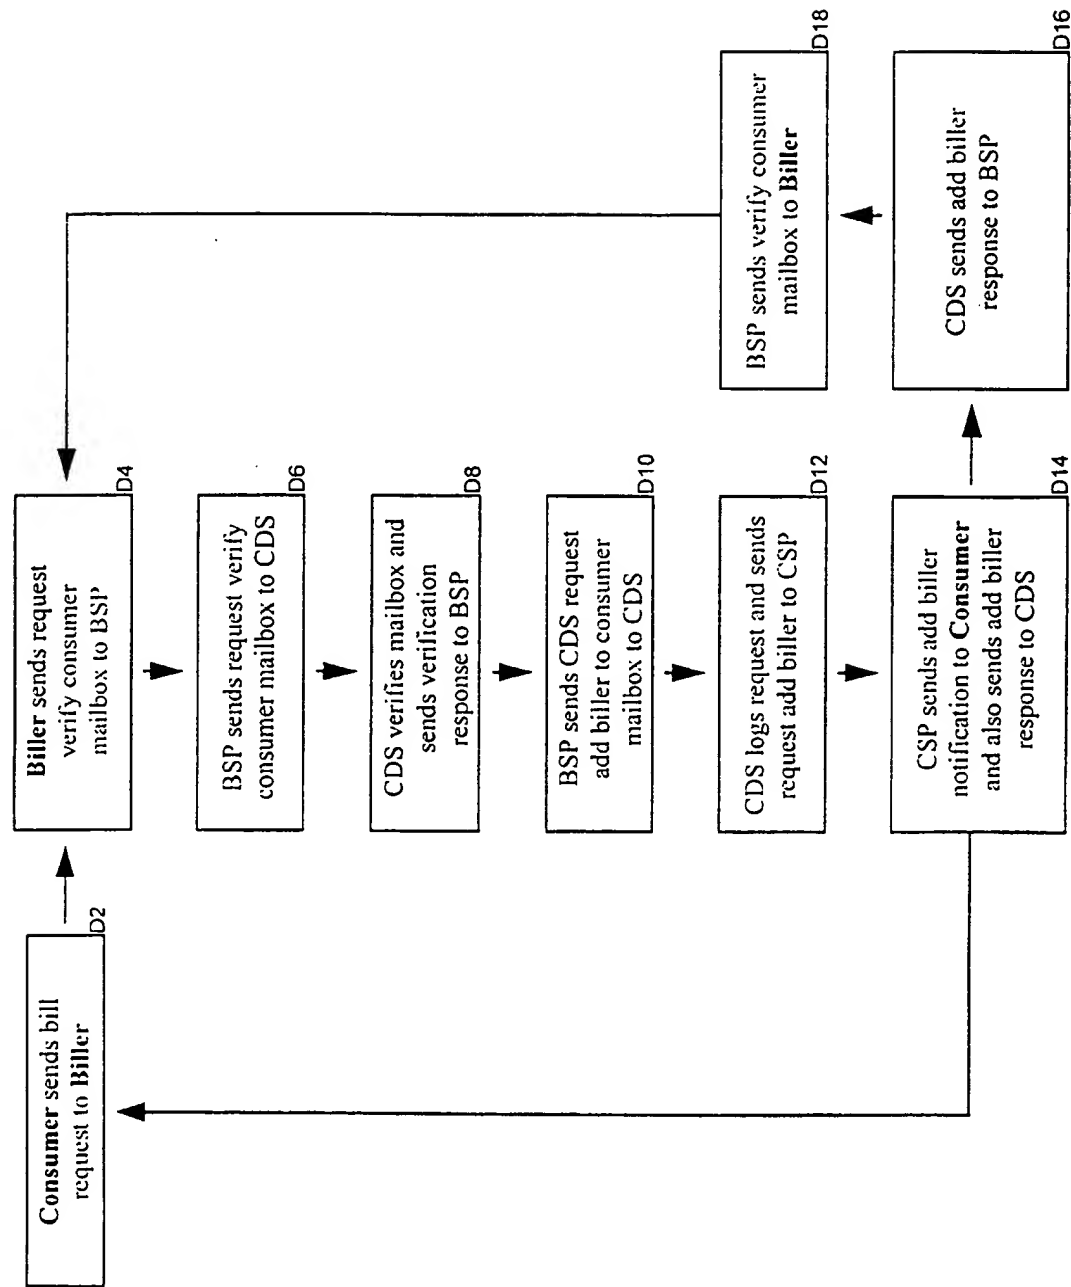 Consumer sends bill
request to Biller
D2
Biller sends request
verify consumer
mailbox to BSP
D4
BSP sends request verify
consumer mailbox to CDS
D6
CDS verifies mailbox and
sends verification
response to BSP
D8
BSP sends CDS request
add biller to consumer
mailbox to CDS
D10
CDS logs request and sends
request add biller to CSP
D12
CSP sends add biller
notification to Consumer
and also sends add biller
response to CDS
D14
CDS sends add biller
response to BSP
D16
BSP sends verify consumer
mailbox to Biller
D18